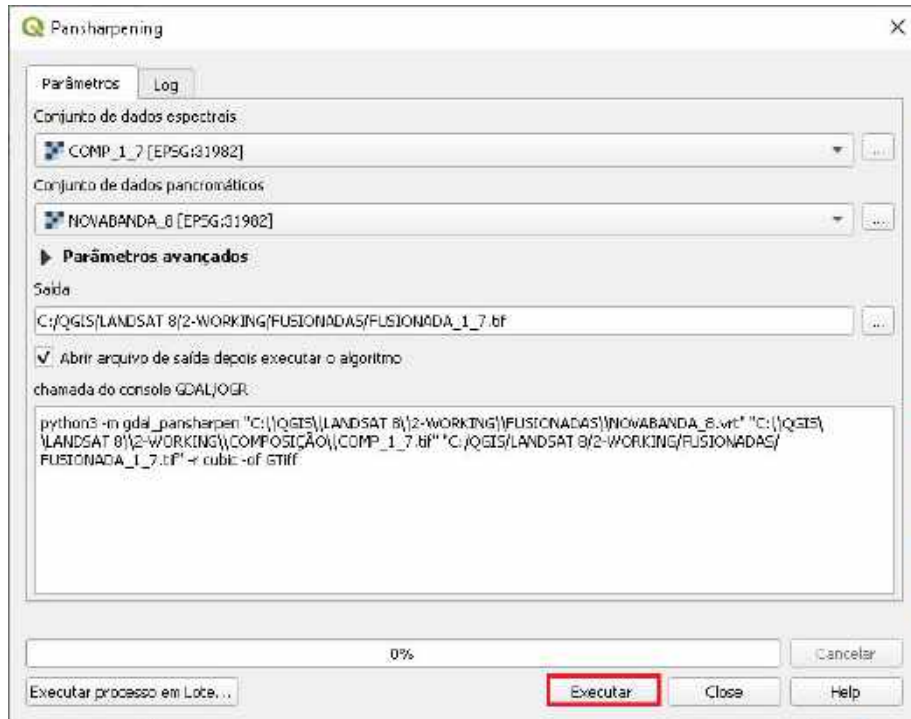 Pansharpening
Parâmetros Log
Conjunto de dados espectrais
COMP_1_7 [EPSG:31982]
...
Conjunto de dados pancromáticos
NOVABANDA_8 [EPSG:31982]
...
Parâmetros avançados
Saída
C:/QGIS/LANDSAT 8/2-WORKING/FUSIONADAS/FUSIONADA_1_7.tif
...
Abrir arquivo de saída depois executar o algoritmo
chamada do console GDAL/OGR
python3 -m gdal_pansharpen "C:\\QGIS\\LANDSAT 8\\2-WORKING\\FUSIONADAS\\NOVABANDA_8.vrt" "C:\\QGIS\
\LANDSAT 8\\2-WORKING\\COMPOSIÇÃO\\COMP_1_7.tif" "C:/QGIS/LANDSAT 8/2-WORKING/FUSIONADAS/
FUSIONADA_1_7.tif" -r cubic -of GTiff
0% Cancelar
Executar processo em Lote... Executar Close Help